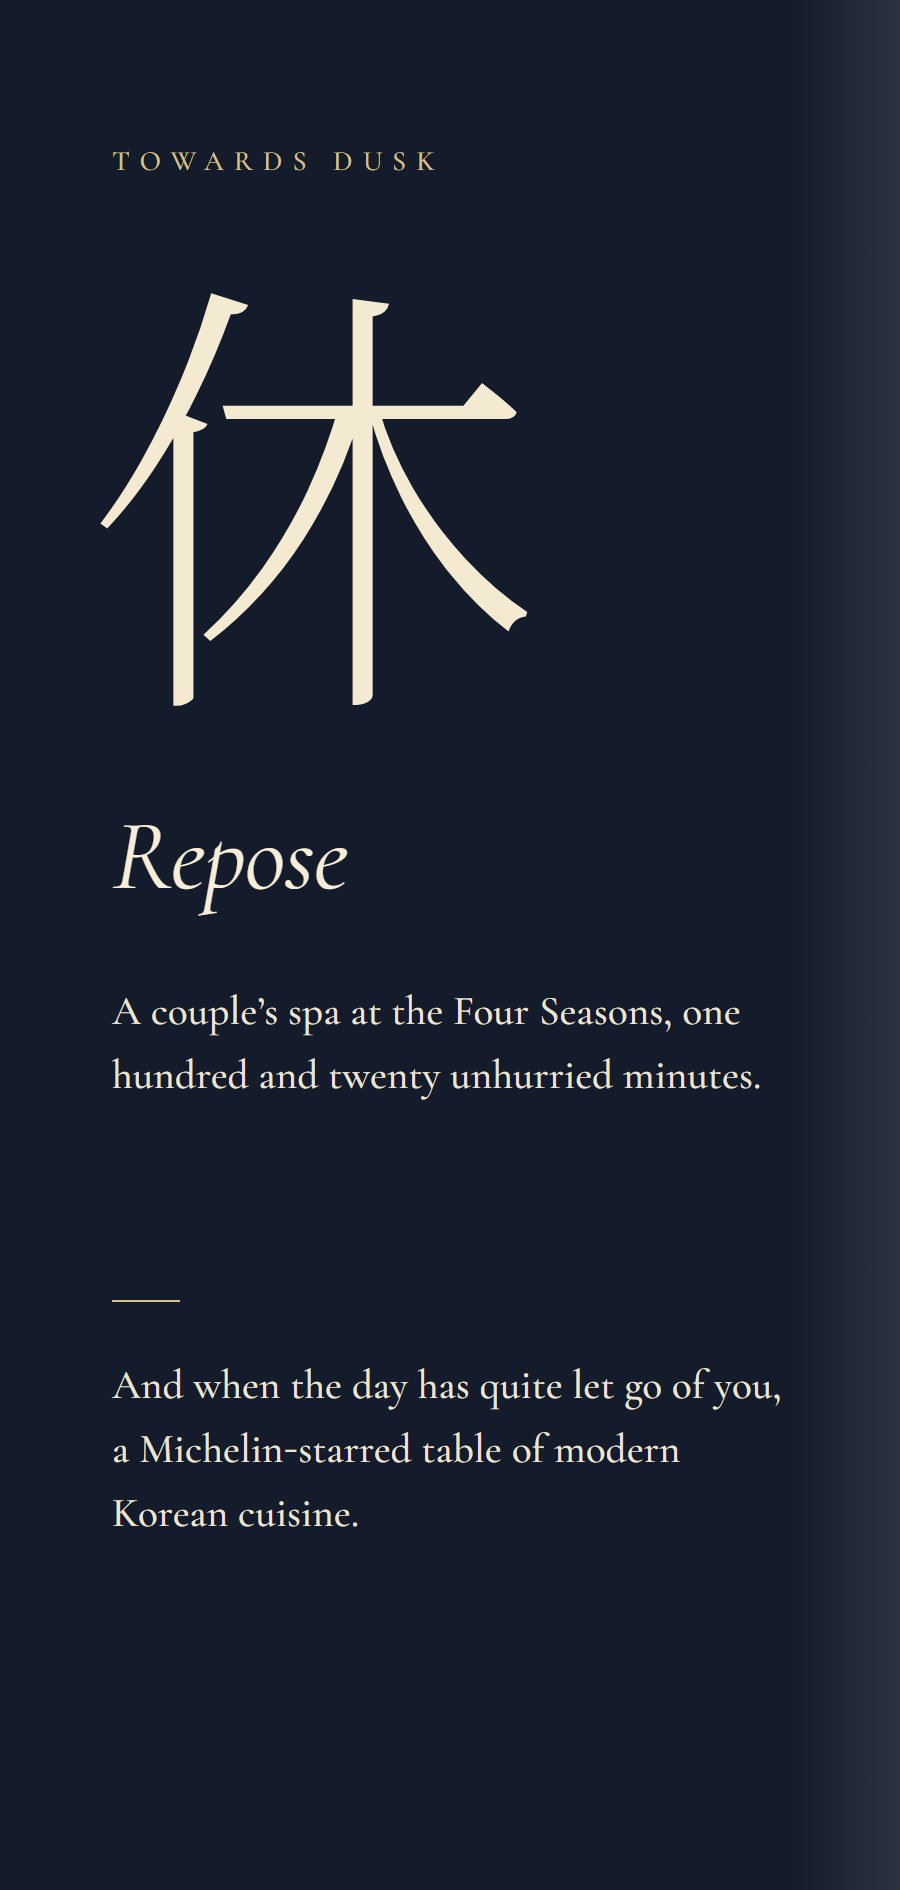 TOWARDS DUSK
休
Repose
A couple’s spa at the Four Seasons, one
hundred and twenty unhurried minutes.
And when the day has quite let go of you,
a Michelin-starred table of modern
Korean cuisine.